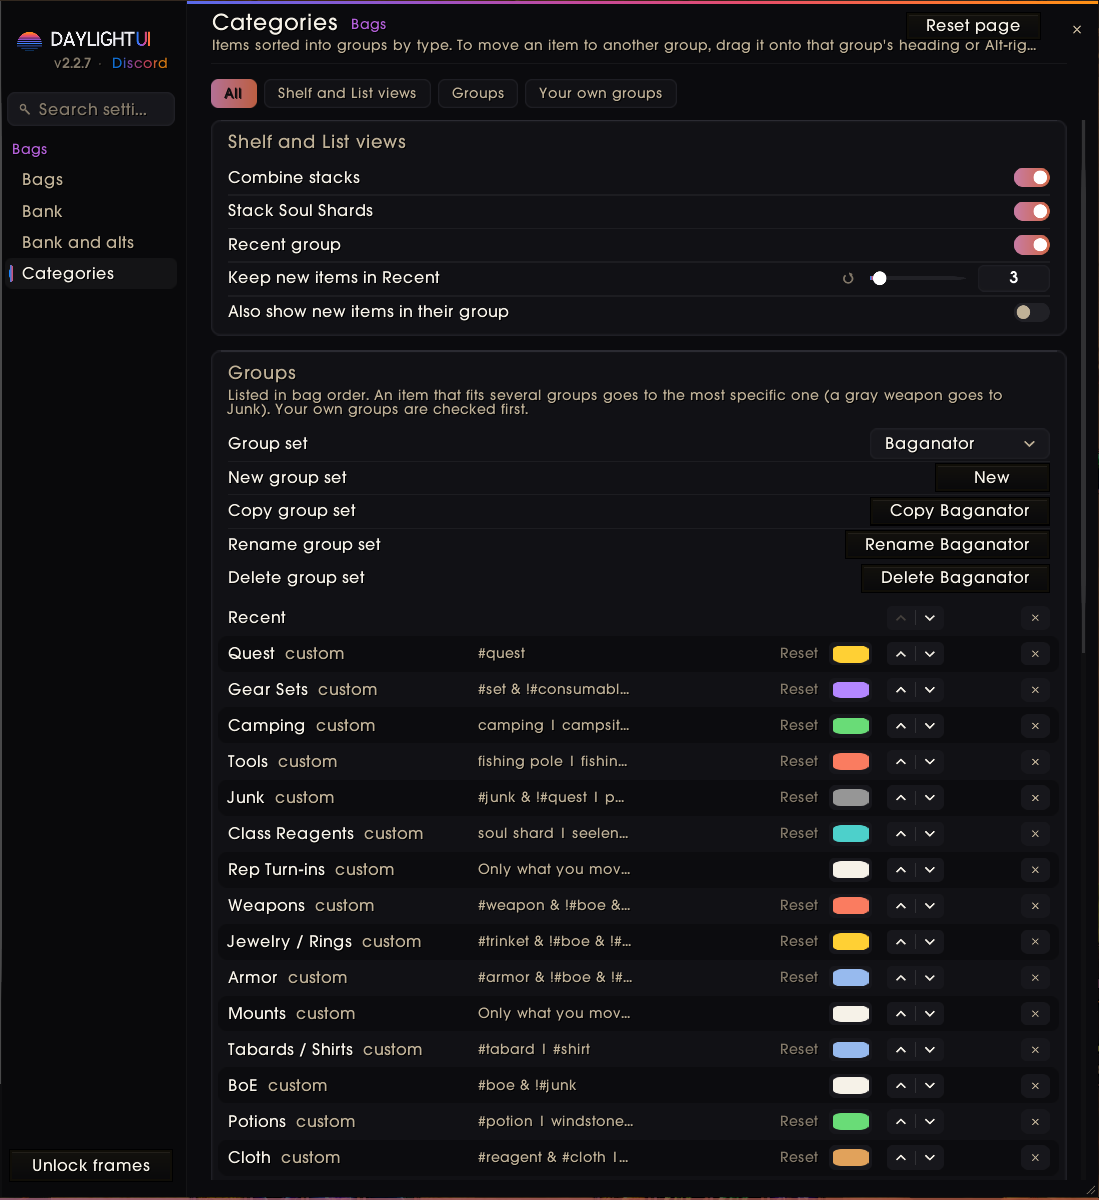 DAYLIGHTUI
v2.2.7 · Discord
Search setti...
Bags
Bags
Bank
Bank and alts
Categories
Unlock frames
Categories Bags
Reset page
×
Items sorted into groups by type. To move an item to another group, drag it onto that group's heading or Alt-rig...
All
Shelf and List views
Groups
Your own groups
Shelf and List views
Combine stacks
Stack Soul Shards
Recent group
Keep new items in Recent 3
Also show new items in their group
Groups
Listed in bag order. An item that fits several groups goes to the most specific one (a gray weapon goes to
Junk). Your own groups are checked first.
Group set Baganator
New group set New
Copy group set Copy Baganator
Rename group set Rename Baganator
Delete group set Delete Baganator
Recent ×
Quest custom #quest Reset ×
Gear Sets custom #set & !#consumabl... Reset ×
Camping custom camping | campsit... Reset ×
Tools custom fishing pole | fishin... Reset ×
Junk custom #junk & !#quest | p... Reset ×
Class Reagents custom soul shard | seelen... Reset ×
Rep Turn-ins custom Only what you mov... ×
Weapons custom #weapon & !#boe &... Reset ×
Jewelry / Rings custom #trinket & !#boe & !#... Reset ×
Armor custom #armor & !#boe & !#... Reset ×
Mounts custom Only what you mov... ×
Tabards / Shirts custom #tabard | #shirt Reset ×
BoE custom #boe & !#junk ×
Potions custom #potion | windstone... Reset ×
Cloth custom #reagent & #cloth |... Reset ×